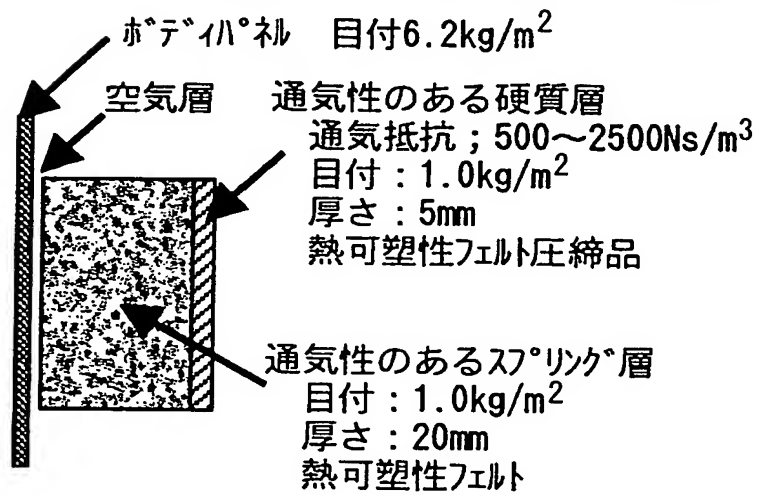 ボディパネル 目付6.2kg/m2
空気層
通気性のある硬質層
通気抵抗;500～2500Ns/m3
目付:1.0kg/m2
厚さ:5mm
熱可塑性フェルト圧締品
通気性のあるスプリング層
目付:1.0kg/m2
厚さ:20mm
熱可塑性フェルト